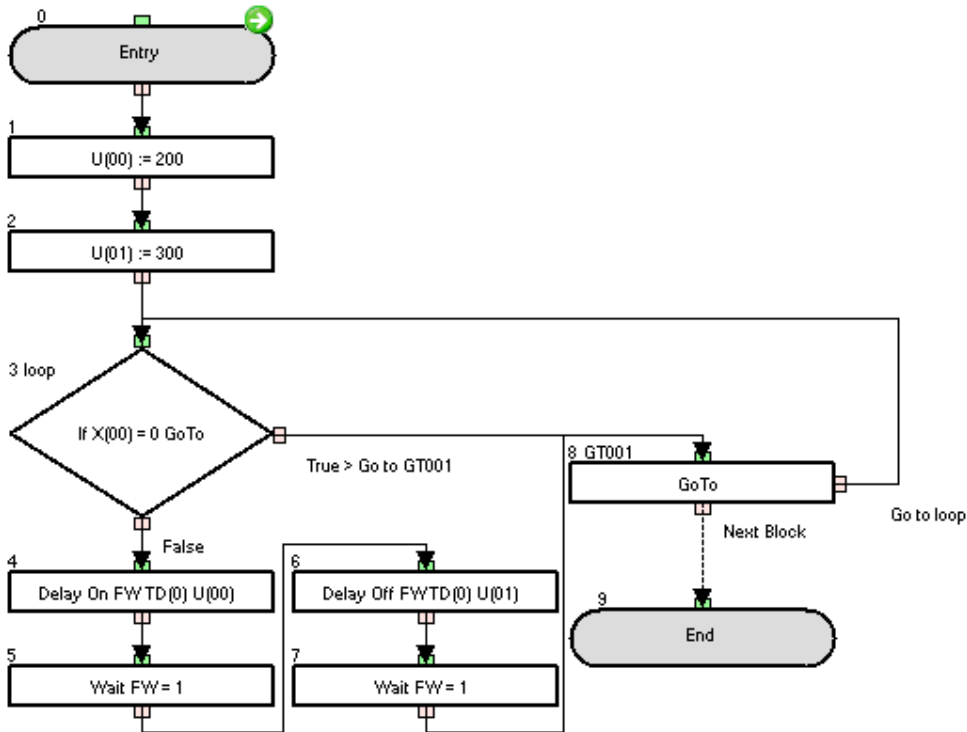 0
Entry
1
U(00) := 200
2
U(01) := 300
3 loop
If X(00) = 0 GoTo
True > Go to GT001
False
4
Delay On FWTD(0) U(00)
5
Wait FW = 1
6
Delay Off FWTD(0) U(01)
7
Wait FW = 1
8 GT001
GoTo
Go to loop
Next Block
9
End